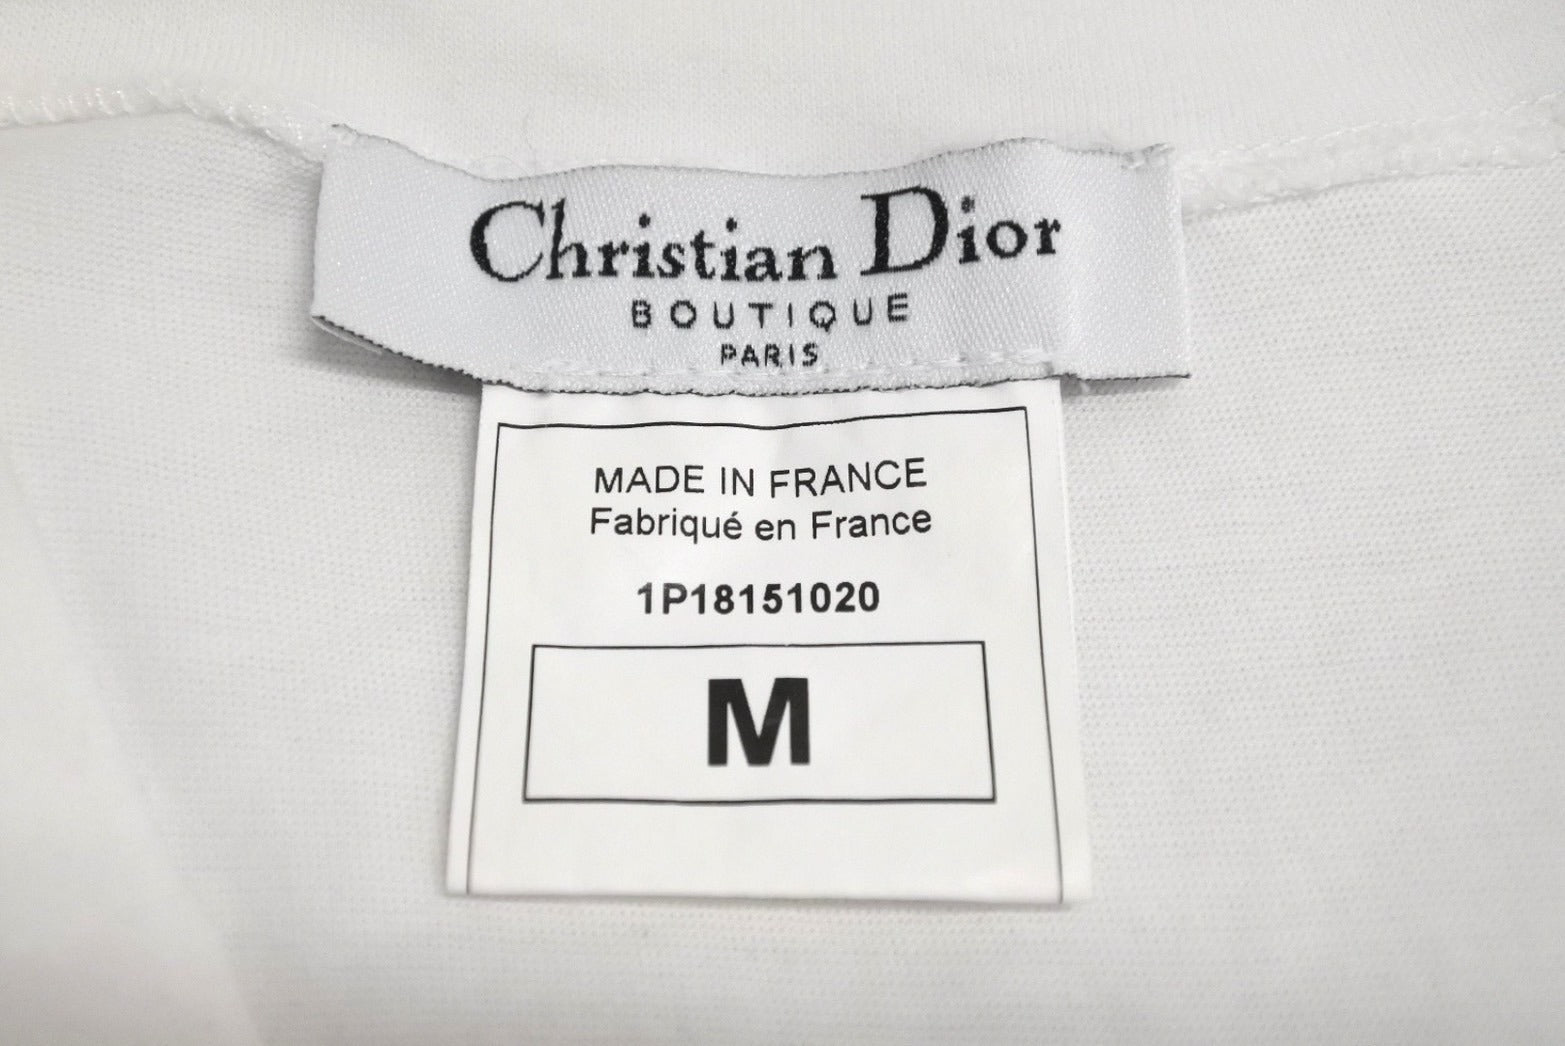 Christian Dior
BOUTIQUE
PARIS
MADE IN FRANCE
Fabriqué en France
1P18151020
M